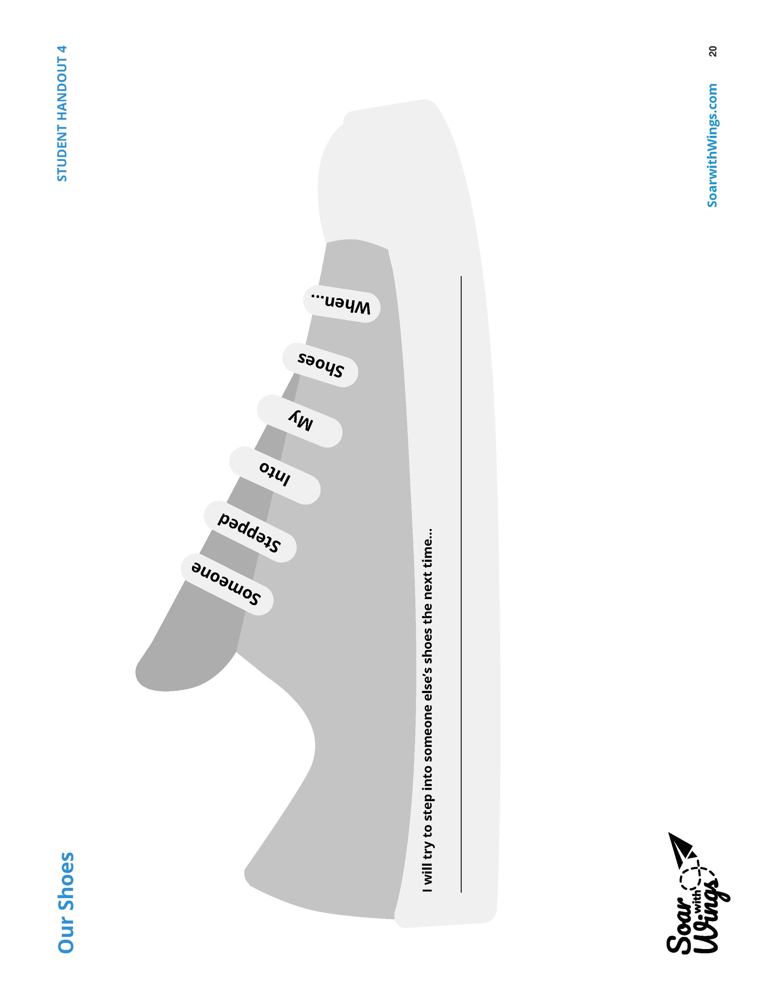 Our Shoes
STUDENT HANDOUT 4
Someone
Stepped
Into
My
Shoes
When...
I will try to step into someone else’s shoes the next time...
Soar
with
Wings
SoarwithWings.com
20